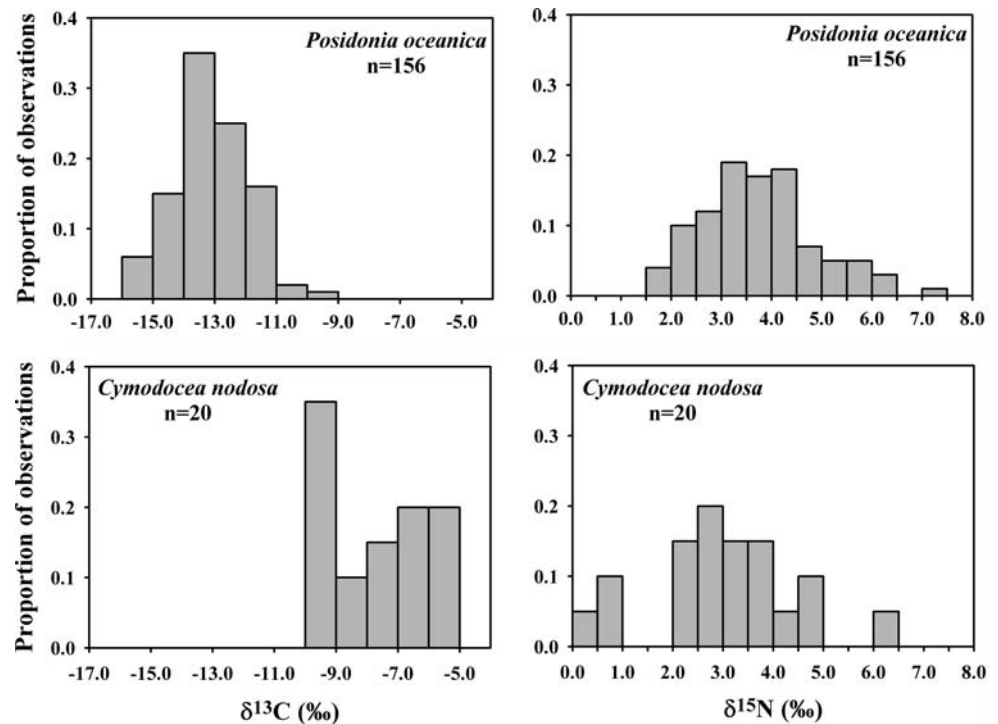 Proportion of observations
0.4
0.3
0.2
0.1
0.0
Posidonia oceanica
n=156
-17.0 -15.0 -13.0 -11.0 -9.0 -7.0 -5.0
0.4
0.3
0.2
0.1
0.0
Posidonia oceanica
n=156
0.0 1.0 2.0 3.0 4.0 5.0 6.0 7.0 8.0
Proportion of observations
0.4
0.3
0.2
0.1
0.0
Cymodocea nodosa
n=20
-17.0 -15.0 -13.0 -11.0 -9.0 -7.0 -5.0
δ13C (‰)
0.4
0.3
0.2
0.1
0.0
Cymodocea nodosa
n=20
0.0 1.0 2.0 3.0 4.0 5.0 6.0 7.0 8.0
δ15N (‰)